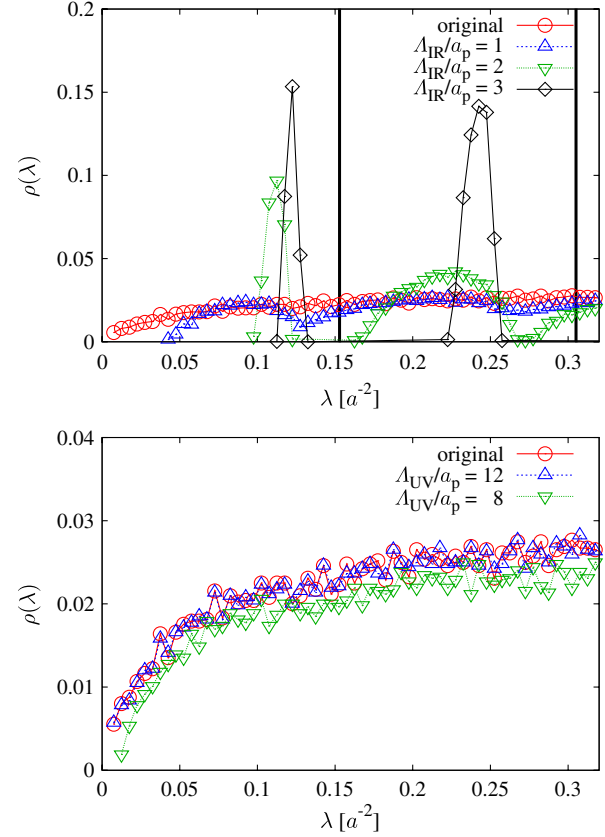 0.2
0.15
0.1
0.05
0
ρ(λ)
original
Λ_IR/a_p = 1
Λ_IR/a_p = 2
Λ_IR/a_p = 3
0 0.05 0.1 0.15 0.2 0.25 0.3
λ [a⁻²]
0.04
0.03
0.02
0.01
0
ρ(λ)
original
Λ_UV/a_p = 12
Λ_UV/a_p = 8
0 0.05 0.1 0.15 0.2 0.25 0.3
λ [a⁻²]